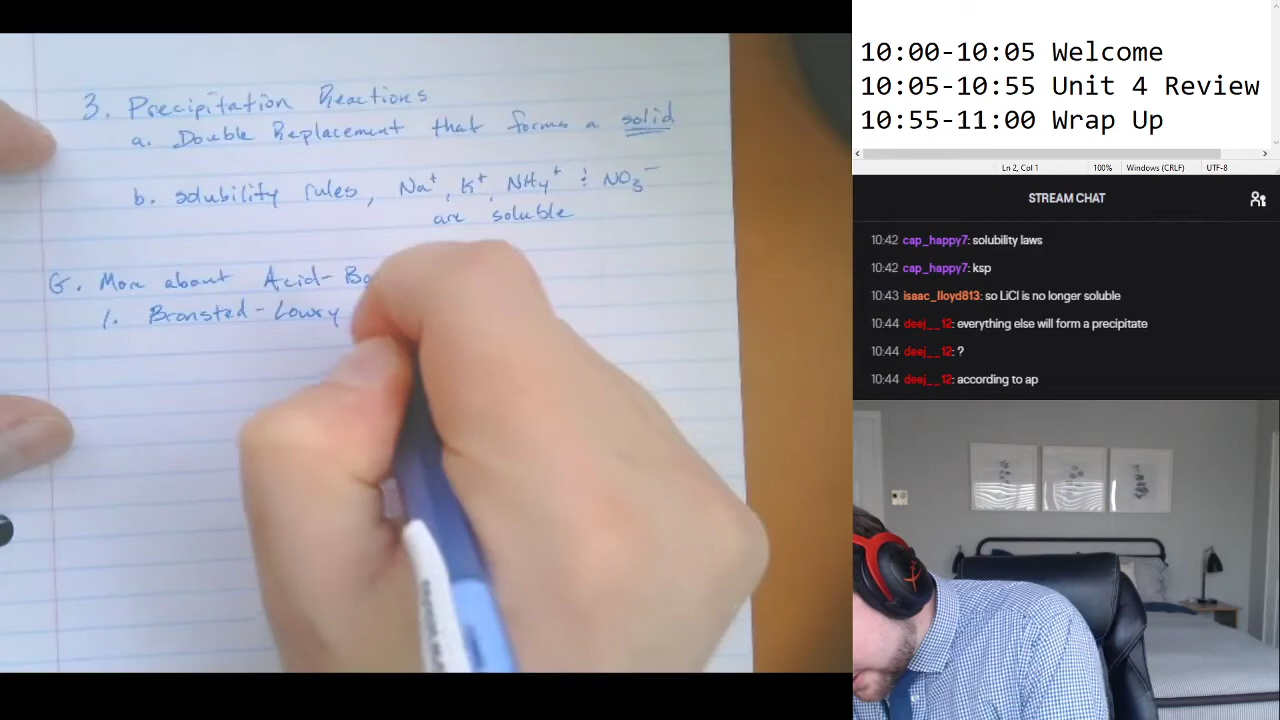 3. Precipitation Reactions
a. Double Replacement that forms a solid
b. solubility rules, Na⁺, K⁺, NH₄⁺ & NO₃⁻
are soluble
G. More about Acid-
1. Bronsted-Lowry
10:00-10:05 Welcome
10:05-10:55 Unit 4 Review
10:55-11:00 Wrap Up
Ln 2, Col 1 100% Windows (CRLF) UTF-8
STREAM CHAT
10:42 cap_happy7: solubility laws
10:42 cap_happy7: ksp
10:43 isaac_lloyd813: so LiCl is no longer soluble
10:44 deej__12: everything else will form a precipitate
10:44 deej__12: ?
10:44 deej__12: according to ap